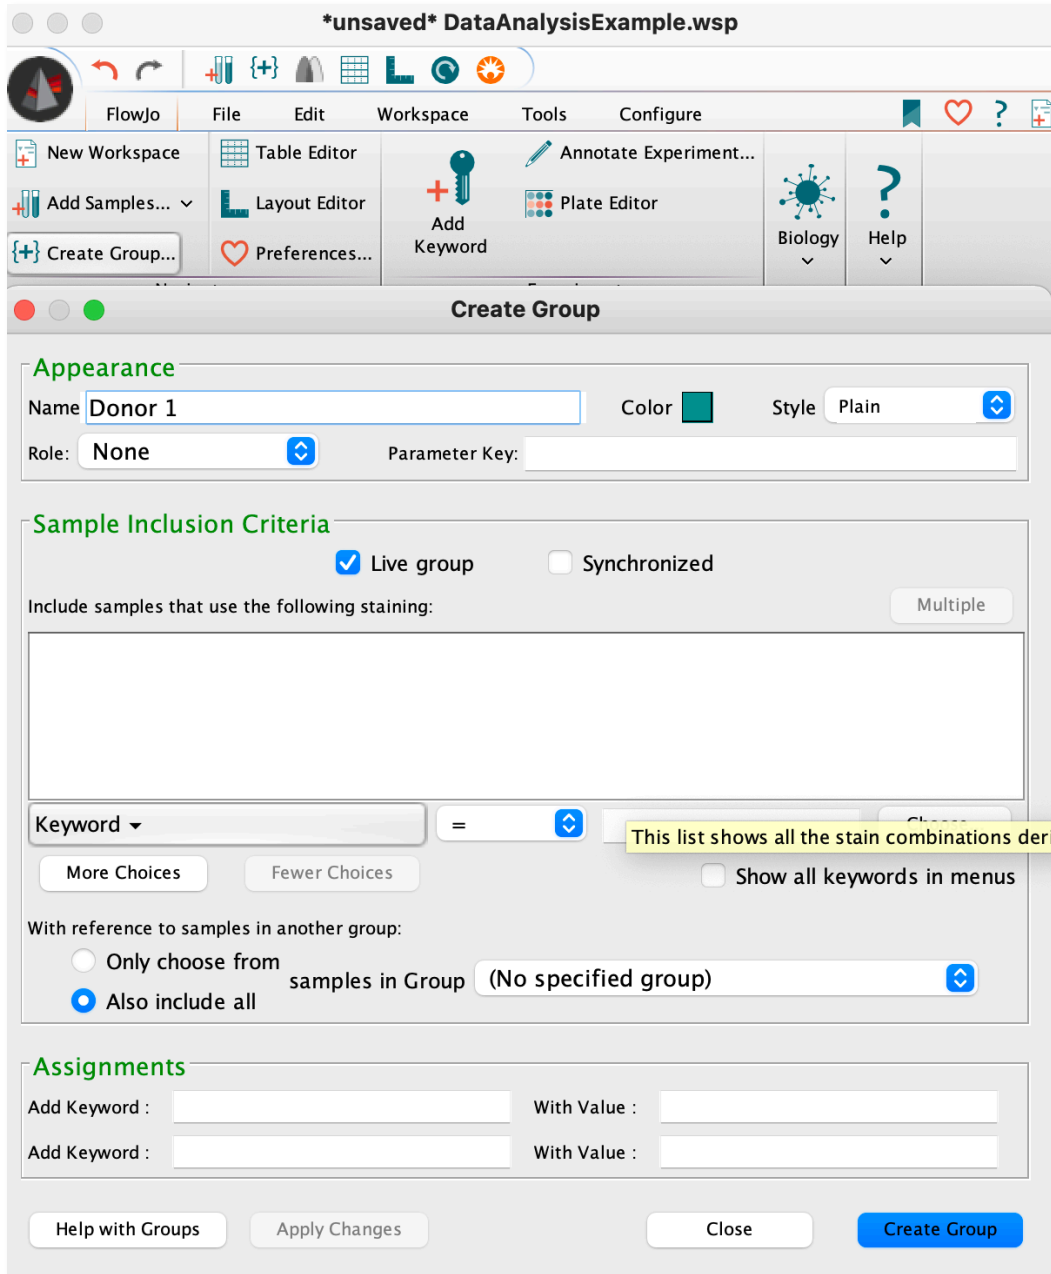 *unsaved* DataAnalysisExample.wsp
FlowJo File Edit Workspace Tools Configure
New Workspace Table Editor Annotate Experiment...
Add Samples... Layout Editor Add Keyword Plate Editor
Biology Help
{+} Create Group... Preferences...
Create Group
Appearance
Name Donor 1 Color Style Plain
Role: None Parameter Key:
Sample Inclusion Criteria
Live group Synchronized
Include samples that use the following staining: Multiple
Keyword =
This list shows all the stain combinations deri
More Choices Fewer Choices Show all keywords in menus
With reference to samples in another group:
Only choose from
samples in Group (No specified group)
Also include all
Assignments
Add Keyword : With Value :
Add Keyword : With Value :
Help with Groups Apply Changes Close Create Group